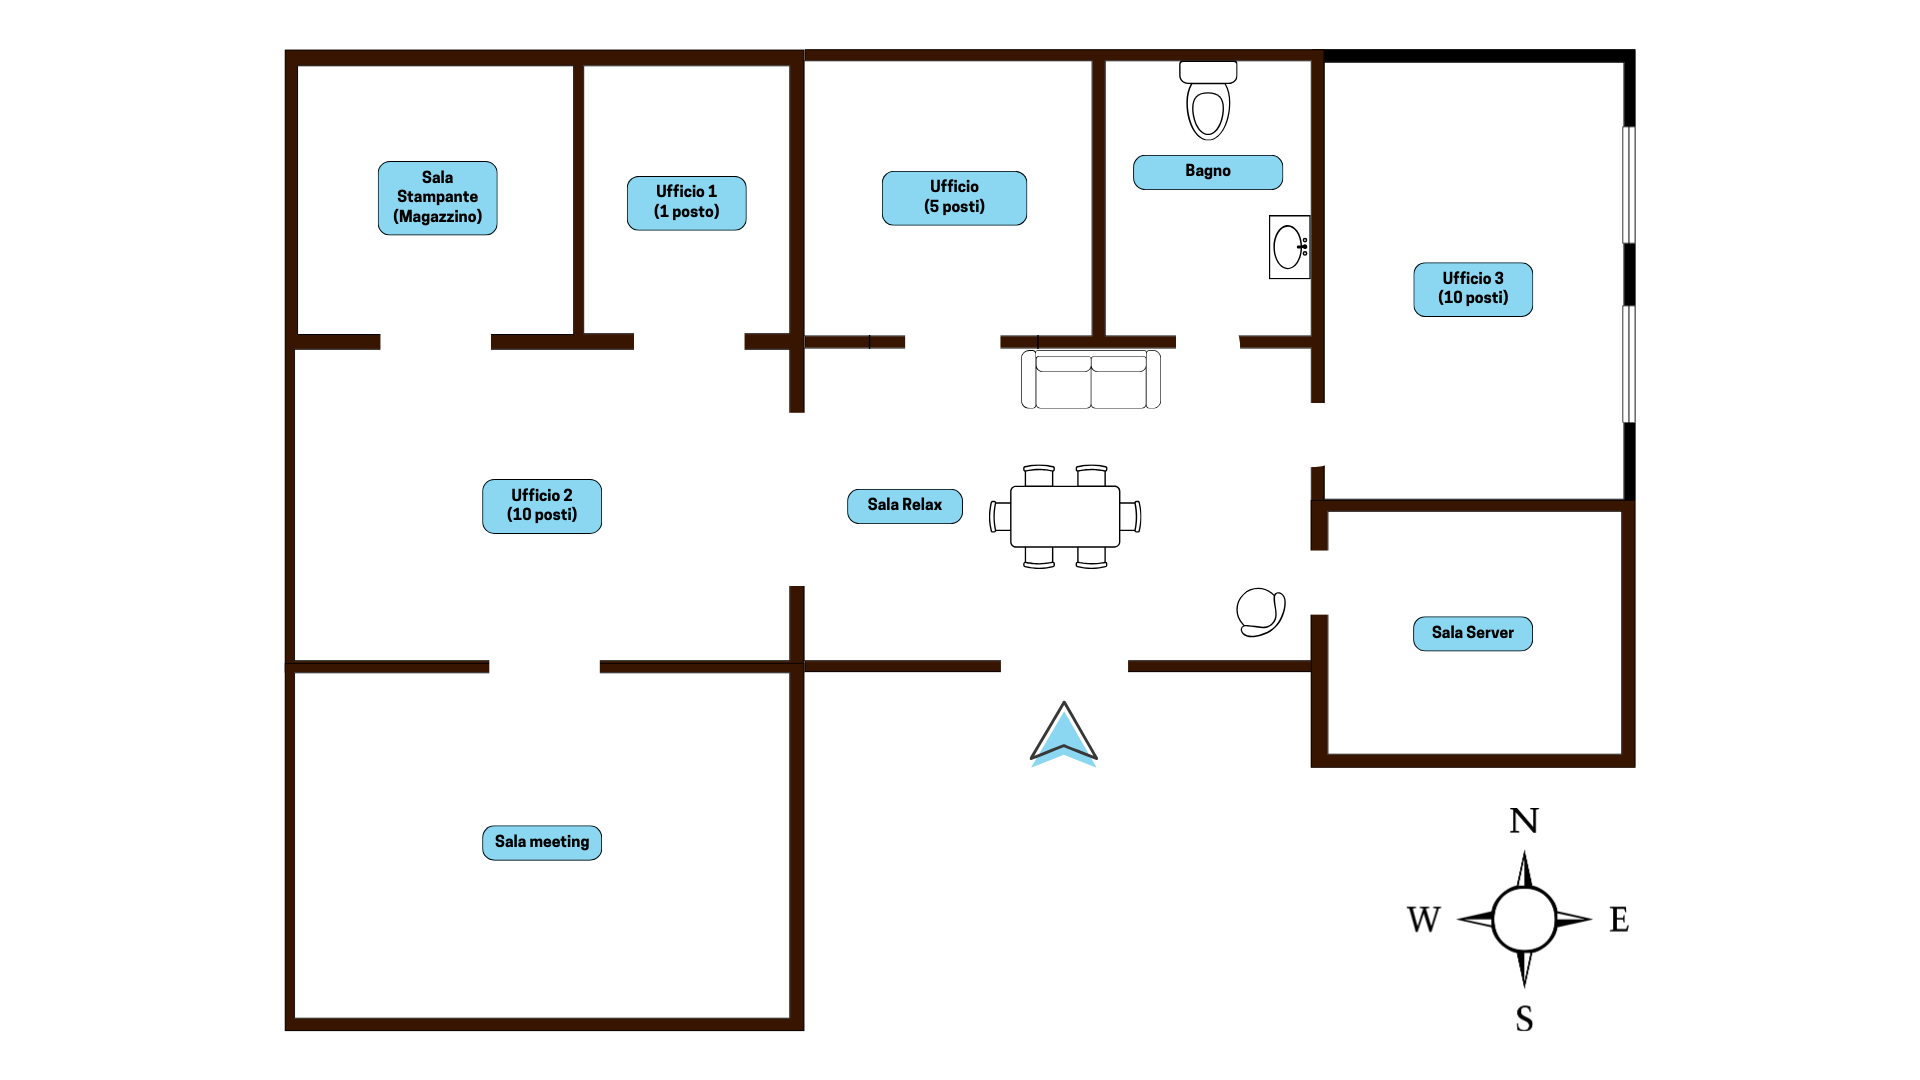 Sala
Stampante
(Magazzino)
Ufficio 1
(1 posto)
Ufficio
(5 posti)
Bagno
Ufficio 3
(10 posti)
Ufficio 2
(10 posti)
Sala Relax
Sala Server
Sala meeting
N
W
E
S